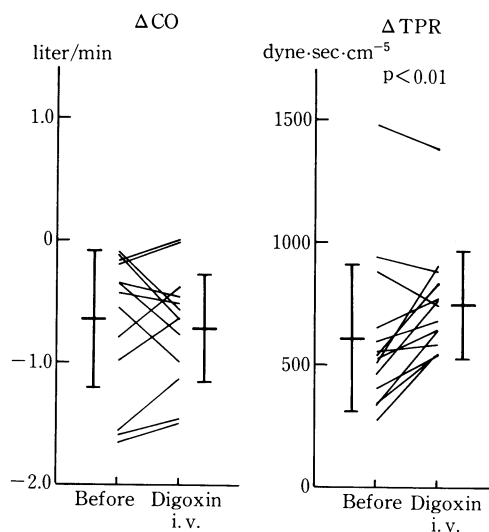 ΔCO
liter/min
1.0
0
−1.0
−2.0
Before
Digoxin
i. v.
ΔTPR
dyne·sec·cm⁻⁵
p<0.01
1500
1000
500
0
Before
Digoxin
i. v.